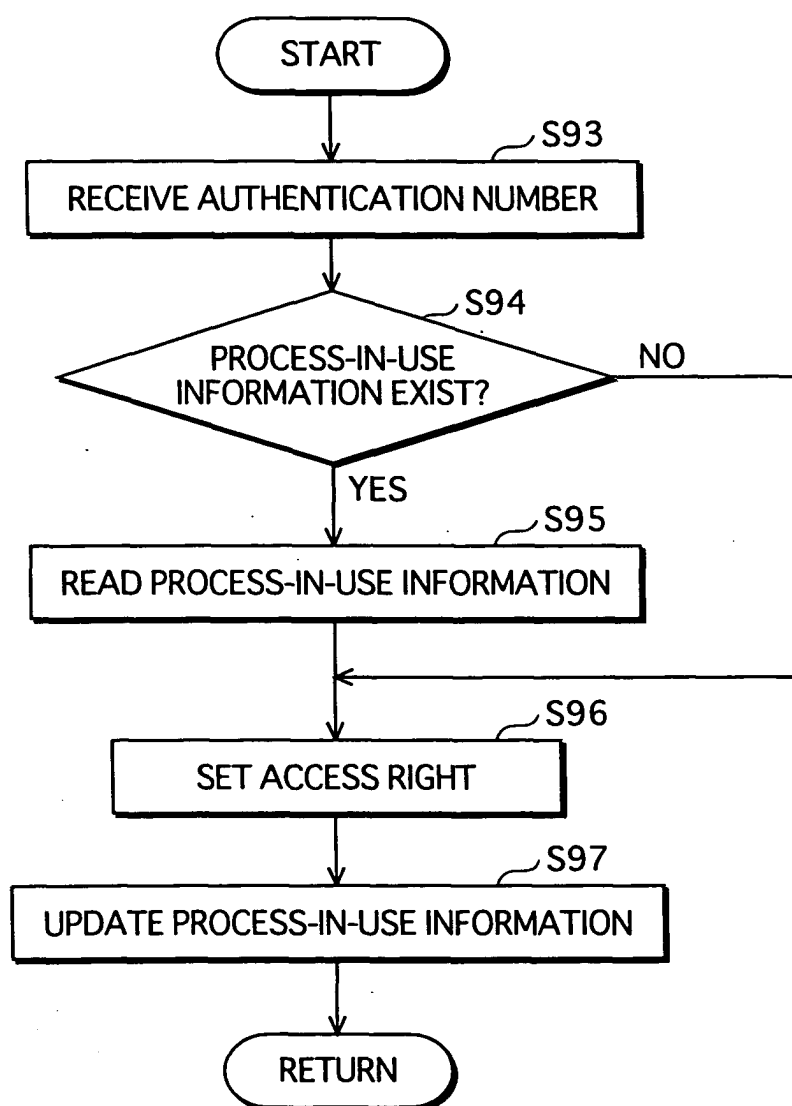 START
S93
RECEIVE AUTHENTICATION NUMBER
S94
PROCESS-IN-USE
INFORMATION EXIST?
NO
YES
S95
READ PROCESS-IN-USE INFORMATION
S96
SET ACCESS RIGHT
S97
UPDATE PROCESS-IN-USE INFORMATION
RETURN